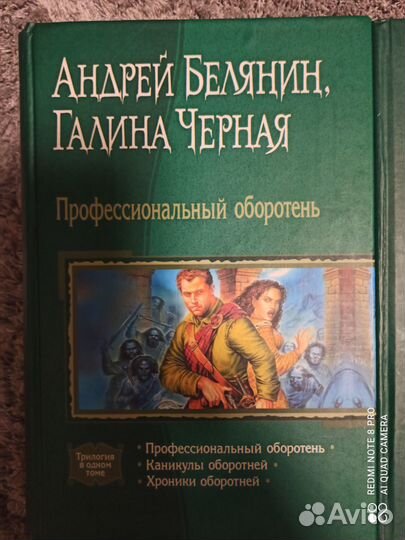 Андрей Белянин,
Галина Черная
Профессиональный оборотень
Трилогия
в одном
томе
• Профессиональный оборотень •
• Каникулы оборотней •
• Хроники оборотней •
REDMI NOTE 8 PRO
AI QUAD CAMERA
Avito